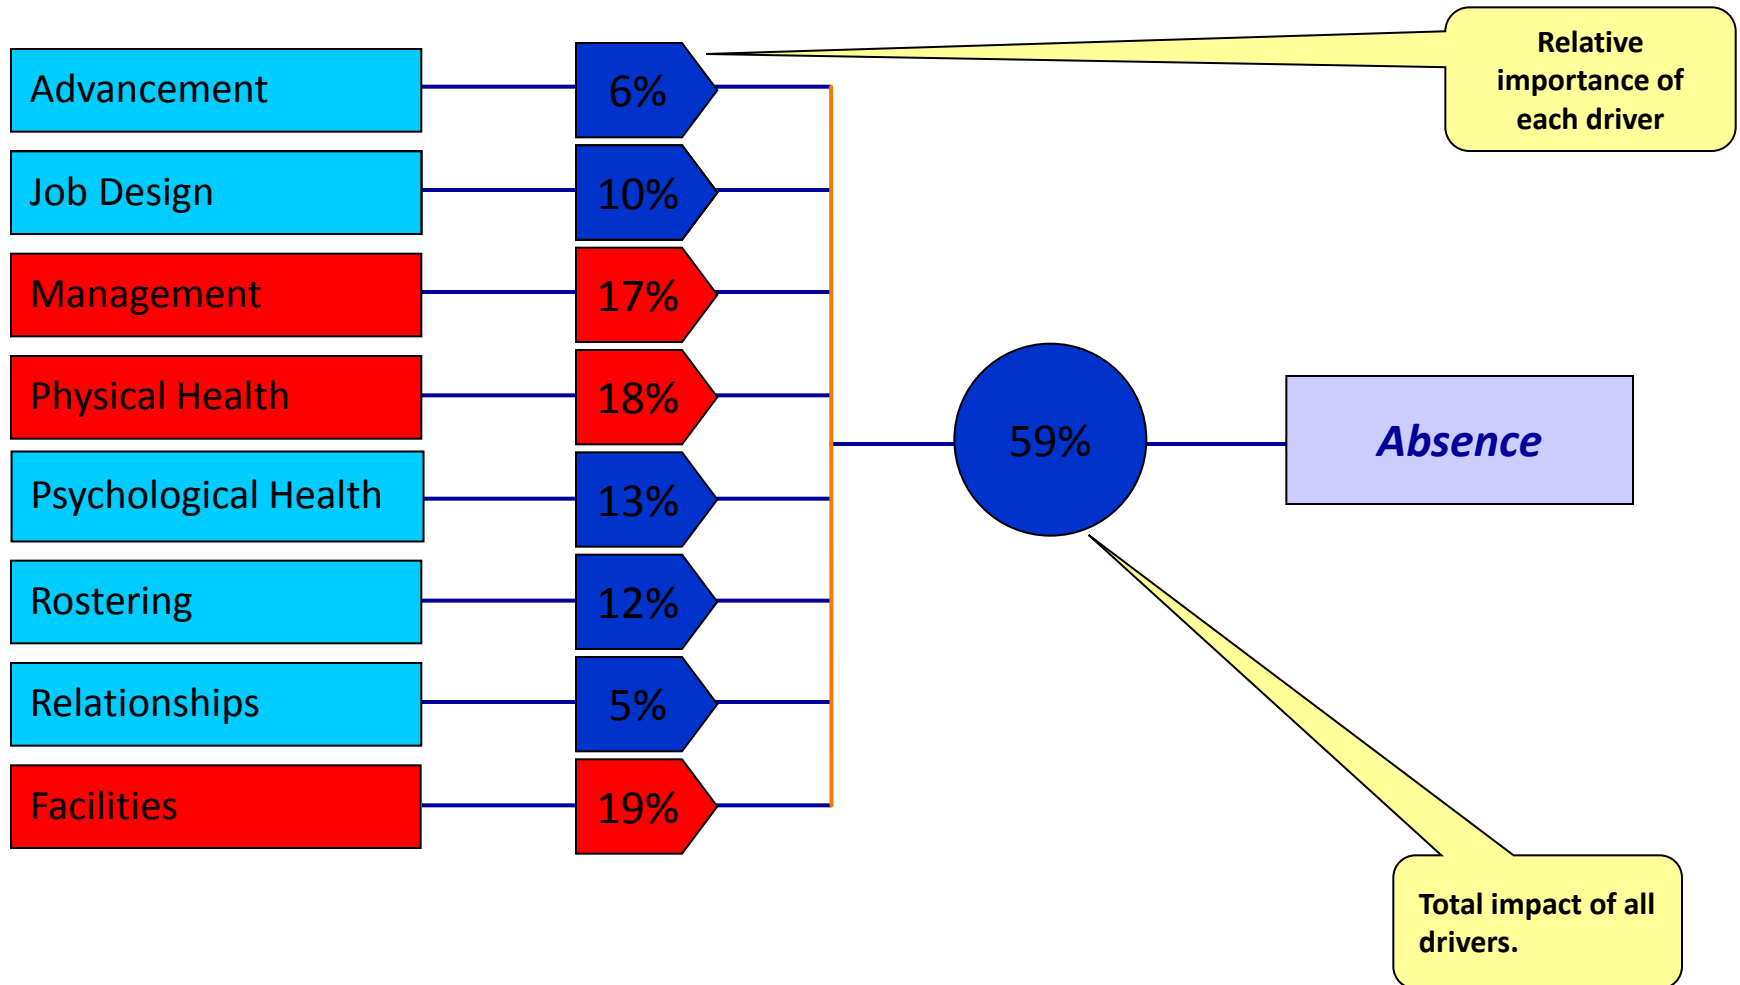 Relative
importance of
each driver
Advancement
6%
Job Design
10%
Management
17%
Physical Health
18%
Psychological Health
13%
Rostering
12%
Relationships
5%
Facilities
19%
59%
Absence
Total impact of all
drivers.